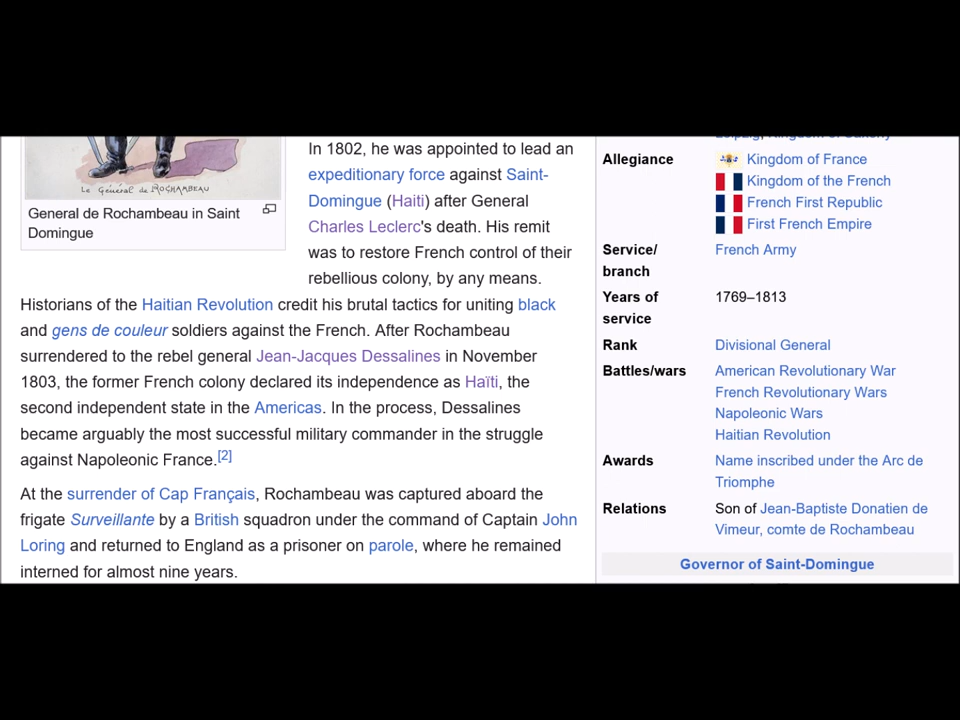 Le Général de ROCHAMBEAU
General de Rochambeau in Saint
Domingue
In 1802, he was appointed to lead an
expeditionary force against Saint-
Domingue (Haiti) after General
Charles Leclerc's death. His remit
was to restore French control of their
rebellious colony, by any means.
Historians of the Haitian Revolution credit his brutal tactics for uniting black
and gens de couleur soldiers against the French. After Rochambeau
surrendered to the rebel general Jean-Jacques Dessalines in November
1803, the former French colony declared its independence as Haïti, the
second independent state in the Americas. In the process, Dessalines
became arguably the most successful military commander in the struggle
against Napoleonic France.[2]
At the surrender of Cap Français, Rochambeau was captured aboard the
frigate Surveillante by a British squadron under the command of Captain John
Loring and returned to England as a prisoner on parole, where he remained
interned for almost nine years.
Allegiance Kingdom of France
Kingdom of the French
French First Republic
First French Empire
Service/ French Army
branch
Years of 1769–1813
service
Rank Divisional General
Battles/wars American Revolutionary War
French Revolutionary Wars
Napoleonic Wars
Haitian Revolution
Awards Name inscribed under the Arc de
Triomphe
Relations Son of Jean-Baptiste Donatien de
Vimeur, comte de Rochambeau
Governor of Saint-Domingue